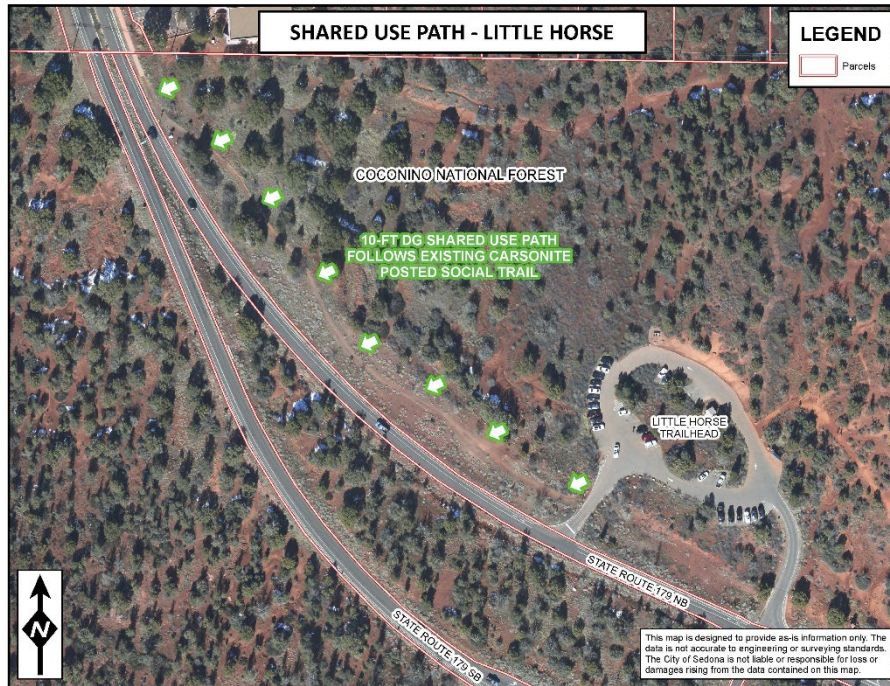 SHARED USE PATH - LITTLE HORSE
LEGEND
Parcels
COCONINO NATIONAL FOREST
10-FT DG SHARED USE PATH
FOLLOWS EXISTING CARSONITE
POSTED SOCIAL TRAIL
LITTLE HORSE
TRAILHEAD
STATE ROUTE 179 NB
STATE ROUTE 179 SB
N
This map is designed to provide as-is information only. The
data is not accurate to engineering or surveying standards.
The City of Sedona is not liable or responsible for loss or
damages rising from the data contained on this map.